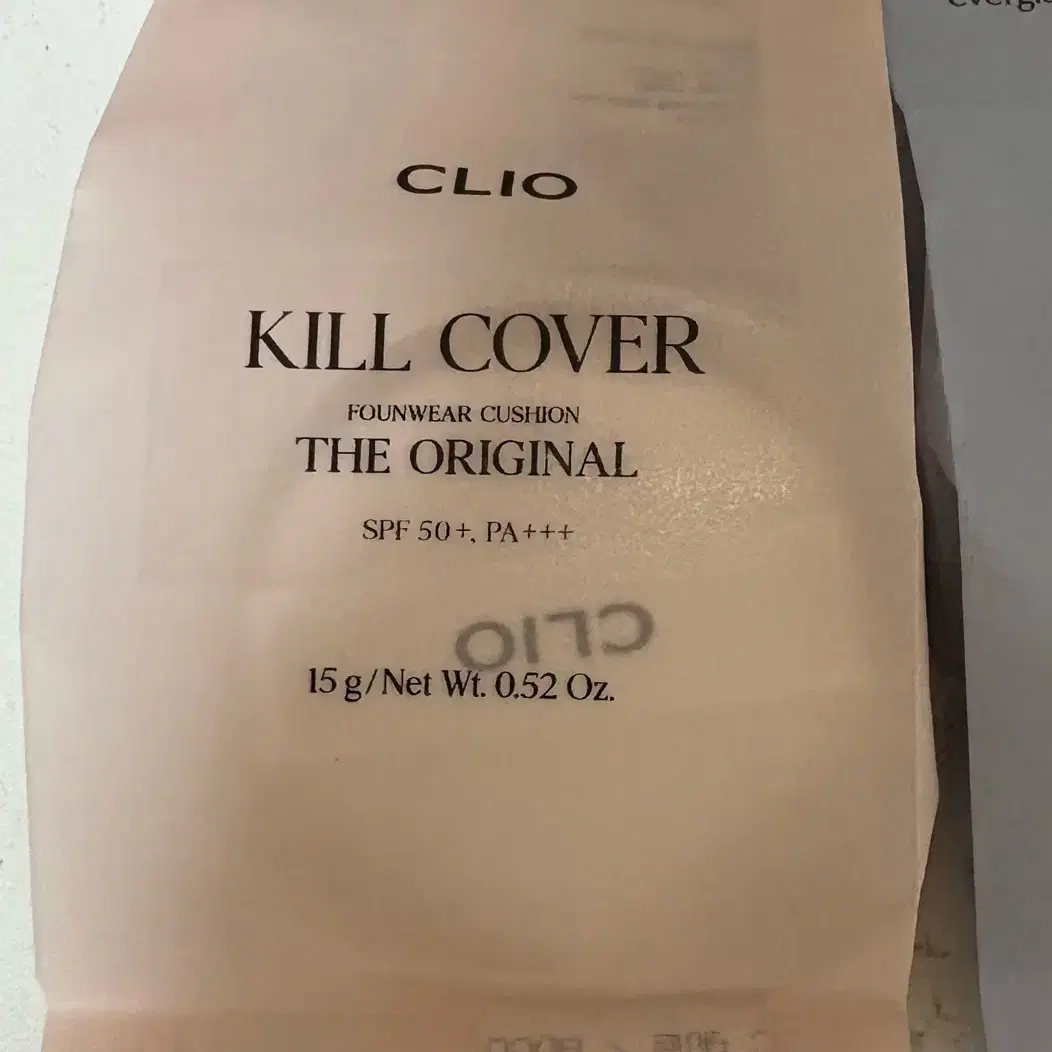 CLIO
KILL COVER
FOUNWEAR CUSHION
THE ORIGINAL
SPF 50+, PA+++
CLIO
15 g/Net Wt. 0.52 Oz.